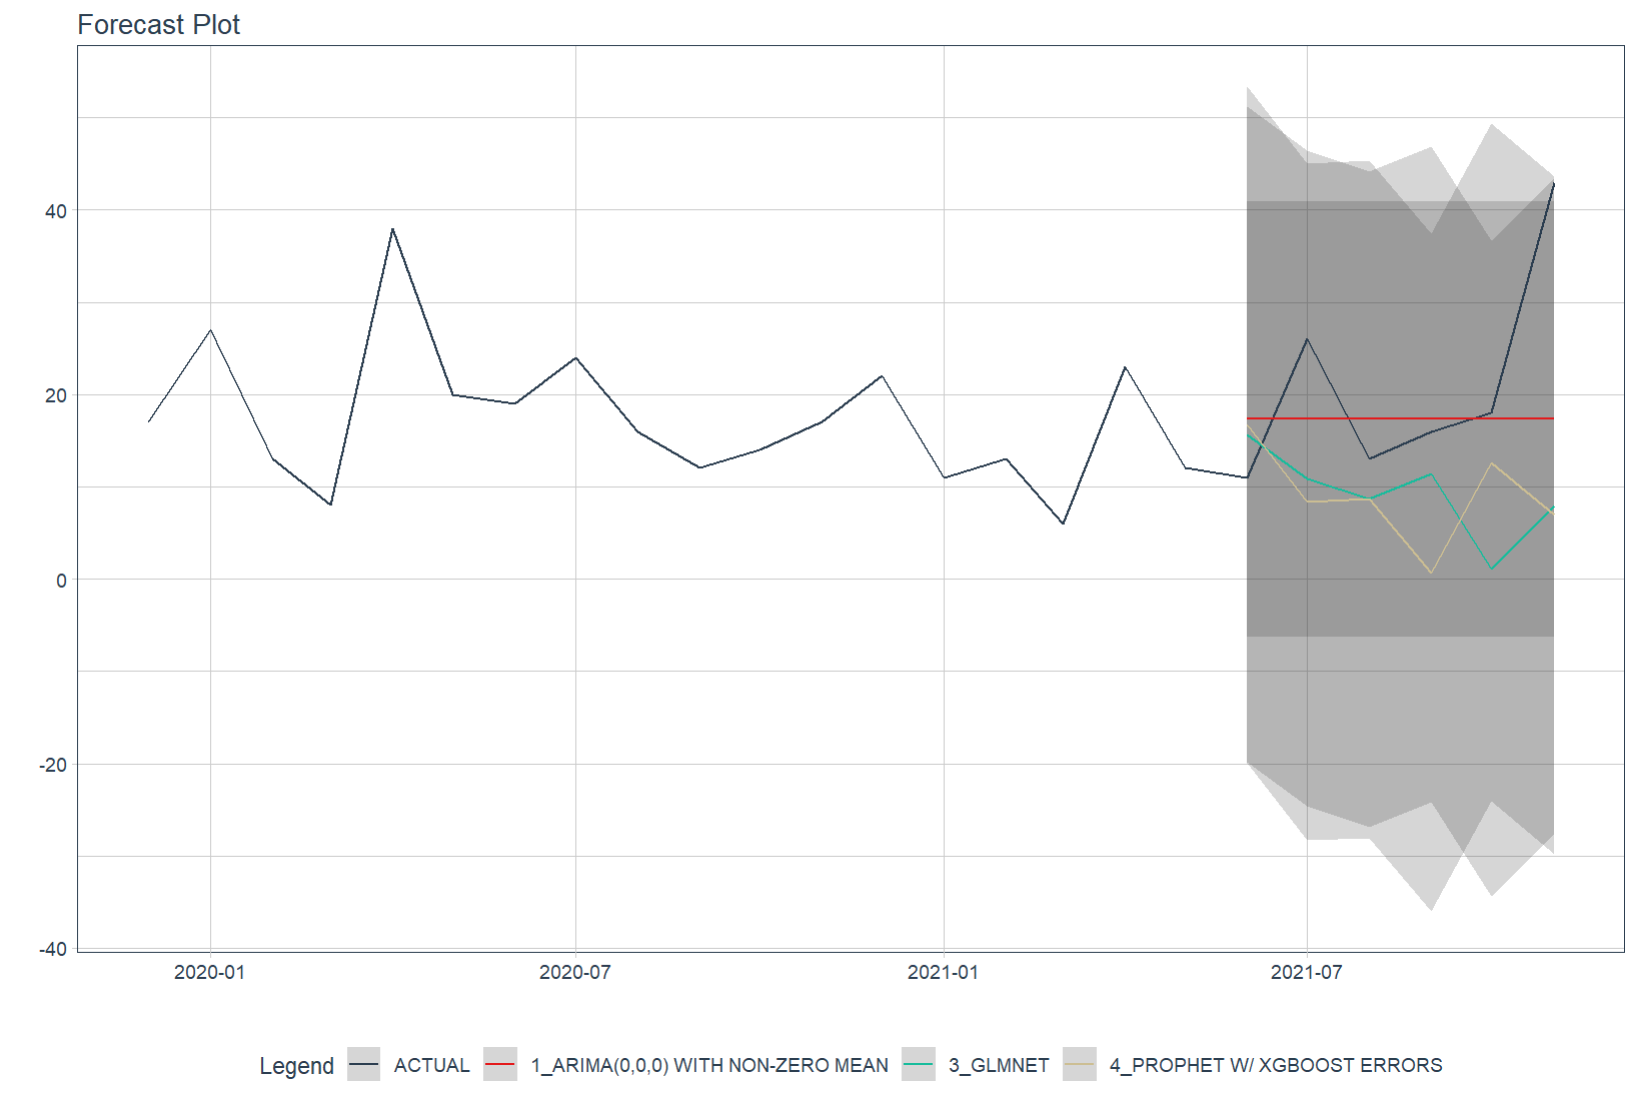 Forecast Plot
40
20
0
-20
-40
2020-01 2020-07 2021-01 2021-07
Legend ACTUAL 1_ARIMA(0,0,0) WITH NON-ZERO MEAN 3_GLMNET 4_PROPHET W/ XGBOOST ERRORS